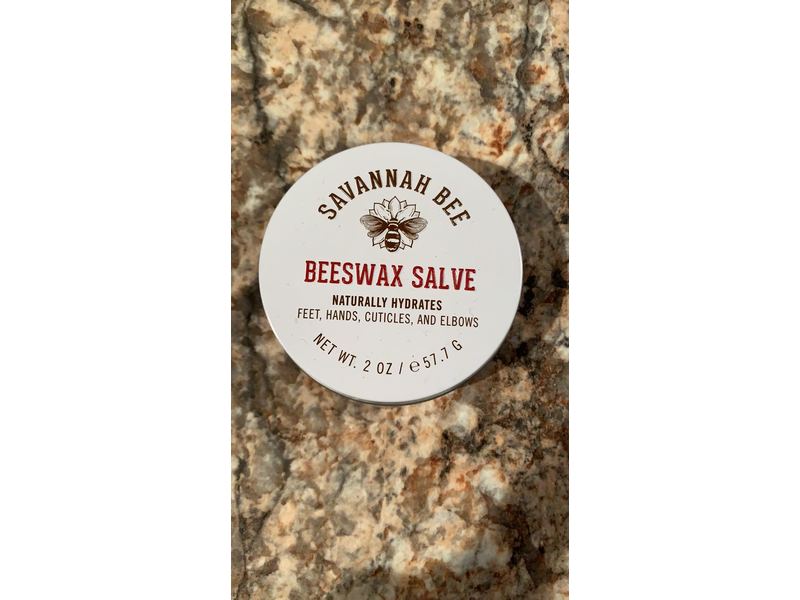 SAVANNAH BEE
BEESWAX SALVE
NATURALLY HYDRATES
FEET, HANDS, CUTICLES, AND ELBOWS
NET WT. 2 OZ / ℮ 57.7 G